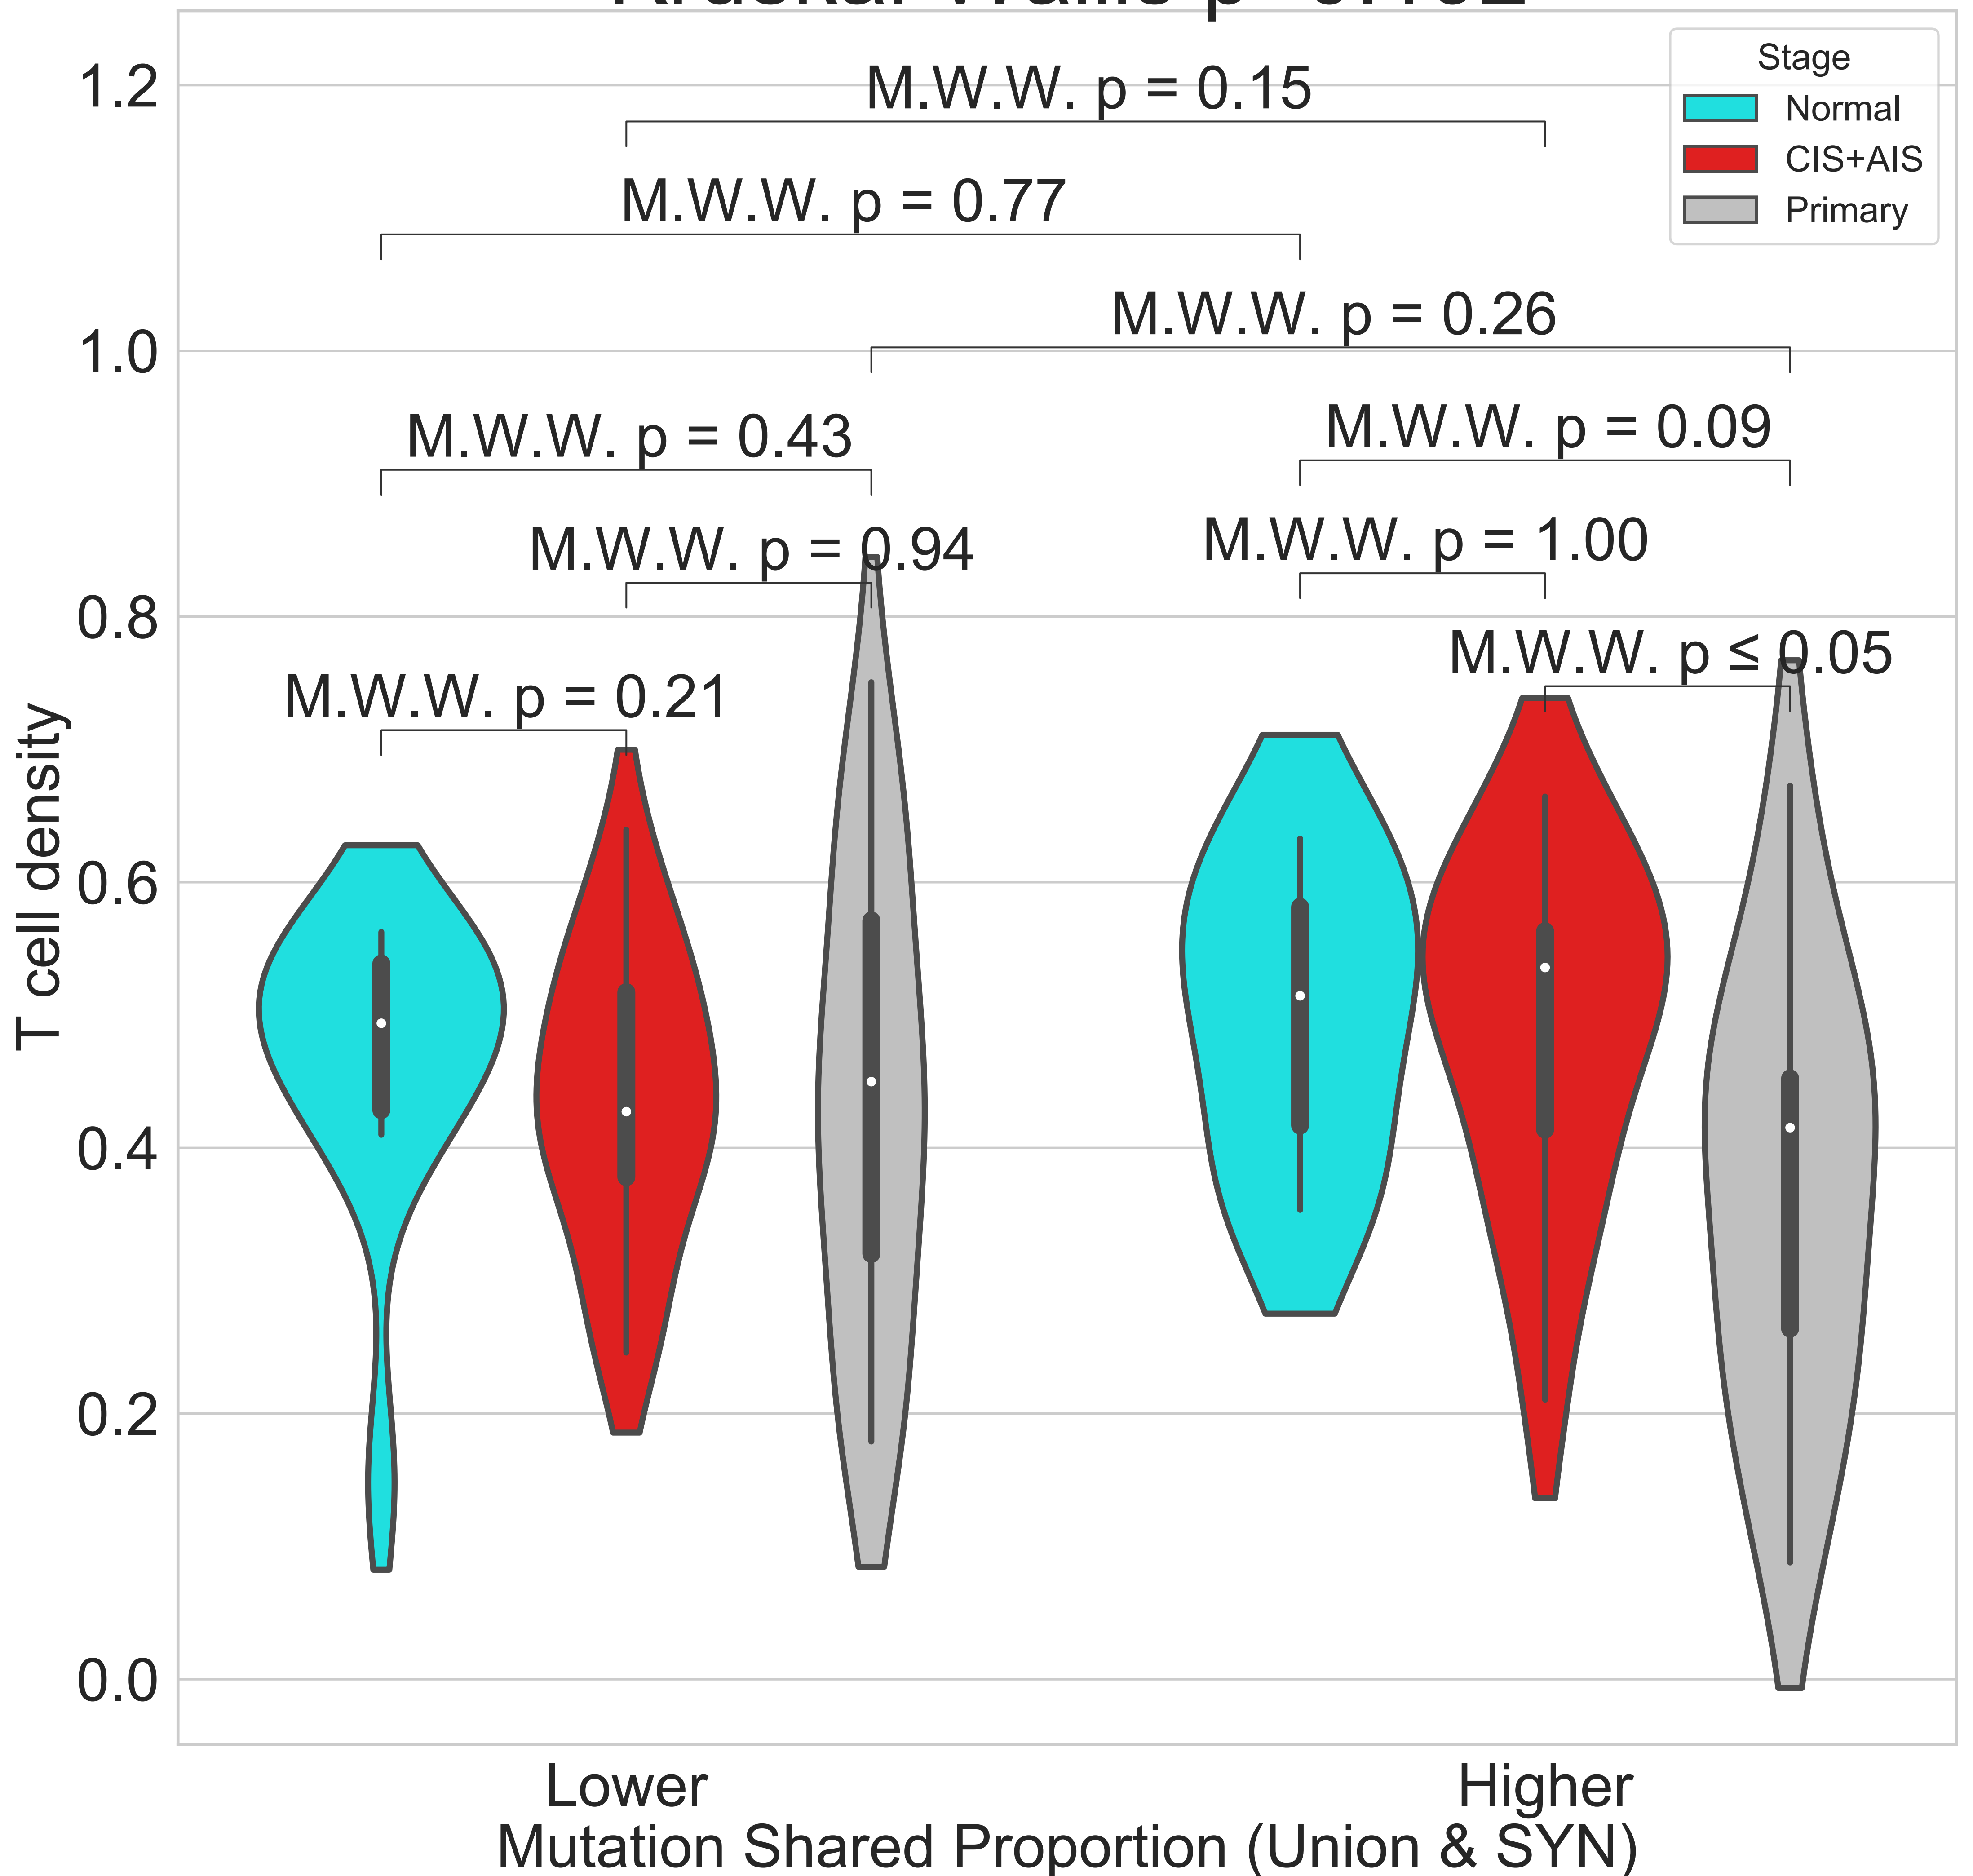 Stage
Normal
CIS+AIS
Primary
1.2
1.0
0.8
0.6
0.4
0.2
0.0
T cell density
M.W.W. p = 0.15
M.W.W. p = 0.77
M.W.W. p = 0.26
M.W.W. p = 0.43
M.W.W. p = 0.09
M.W.W. p = 0.94
M.W.W. p = 1.00
M.W.W. p ≤ 0.05
M.W.W. p = 0.21
Lower
Higher
Mutation Shared Proportion (Union & SYN)